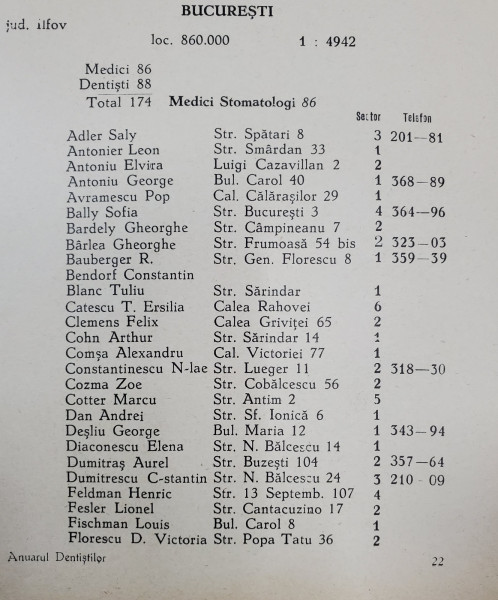 BUCUREȘTI
jud. ilfov
loc. 860.000 1 : 4942
Medici 86
Dentiști 88
Total 174 Medici Stomatologi 86
Sector Telefon
Adler Saly Str. Spătari 8 3 201—81
Antonier Leon Str. Smârdan 33 1
Antoniu Elvira Luigi Cazavillan 2 2
Antoniu George Bul. Carol 40 1 368—89
Avramescu Pop Cal. Călărașilor 29 1
Bally Sofia Str. București 3 4 364—96
Bardely Gheorghe Str. Câmpineanu 7 2
Bârlea Gheorghe Str. Frumoasă 54 bis 2 323—03
Bauberger R. Str. Gen. Florescu 8 1 359—39
Bendorf Constantin
Blanc Tuliu Str. Sărindar 1
Catescu T. Ersilia Calea Rahovei 6
Clemens Felix Calea Griviței 65 2
Cohn Arthur Str. Sărindar 14 1
Comșa Alexandru Cal. Victoriei 77 1
Constantinescu N-lae Str. Lueger 11 2 318—30
Cozma Zoe Str. Cobălcescu 56 2
Cotter Marcu Str. Antim 2 5
Dan Andrei Str. Sf. Ionică 6 1
Deșliu George Bul. Maria 12 1 343—94
Diaconescu Elena Str. N. Bălcescu 14 1
Dumitraș Aurel Str. Buzești 104 2 357—64
Dumitrescu C-stantin Str. N. Bălcescu 24 3 210-09
Feldman Henric Str. 13 Septemb. 107 4
Fesler Lionel Str. Cantacuzino 17 2
Fischman Louis Bul. Carol 8 1
Florescu D. Victoria Str. Popa Tatu 36 2
Anuarul Dentiștilor 22